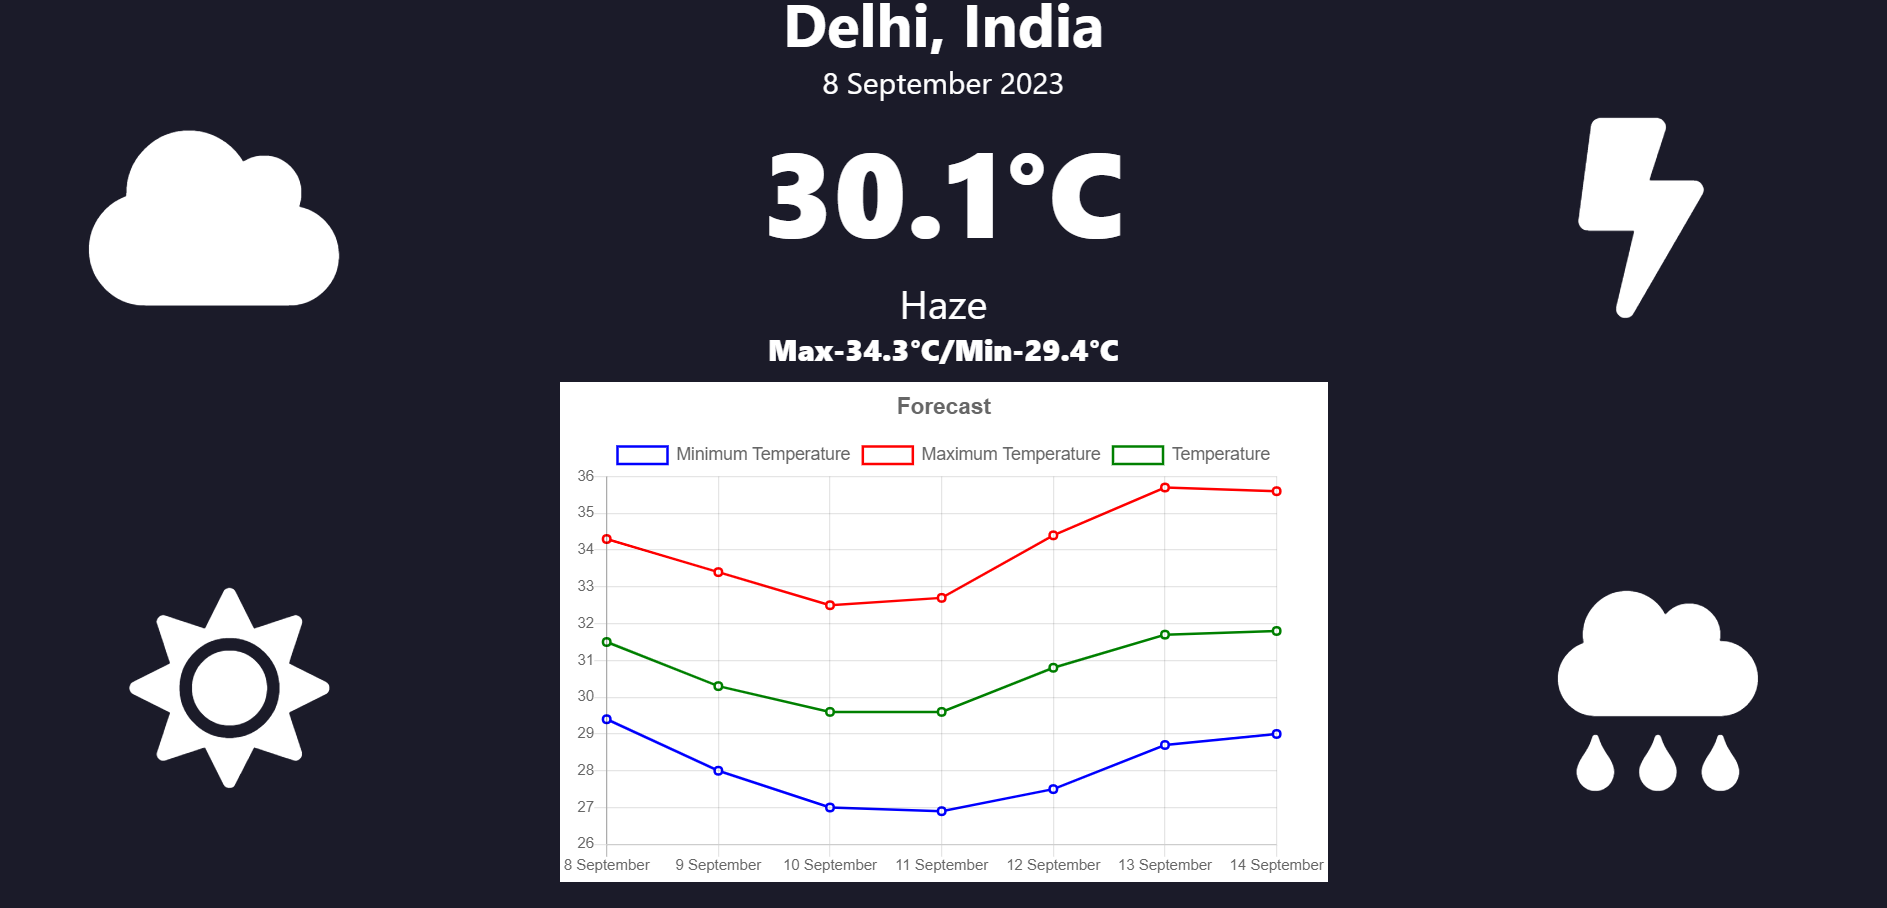 Delhi, India
8 September 2023
30.1°C
Haze
Max-34.3°C/Min-29.4°C
Forecast
Minimum Temperature Maximum Temperature Temperature
36
35
34
33
32
31
30
29
28
27
26
8 September 9 September 10 September 11 September 12 September 13 September 14 September